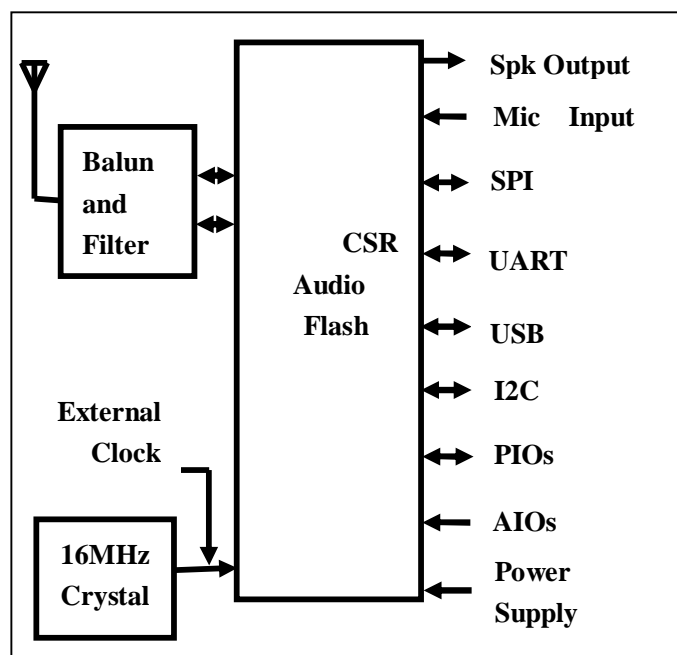 Balun
and
Filter
External
Clock
16MHz
Crystal
CSR
Audio
Flash
Spk Output
Mic Input
SPI
UART
USB
I2C
PIOs
AIOs
Power
Supply